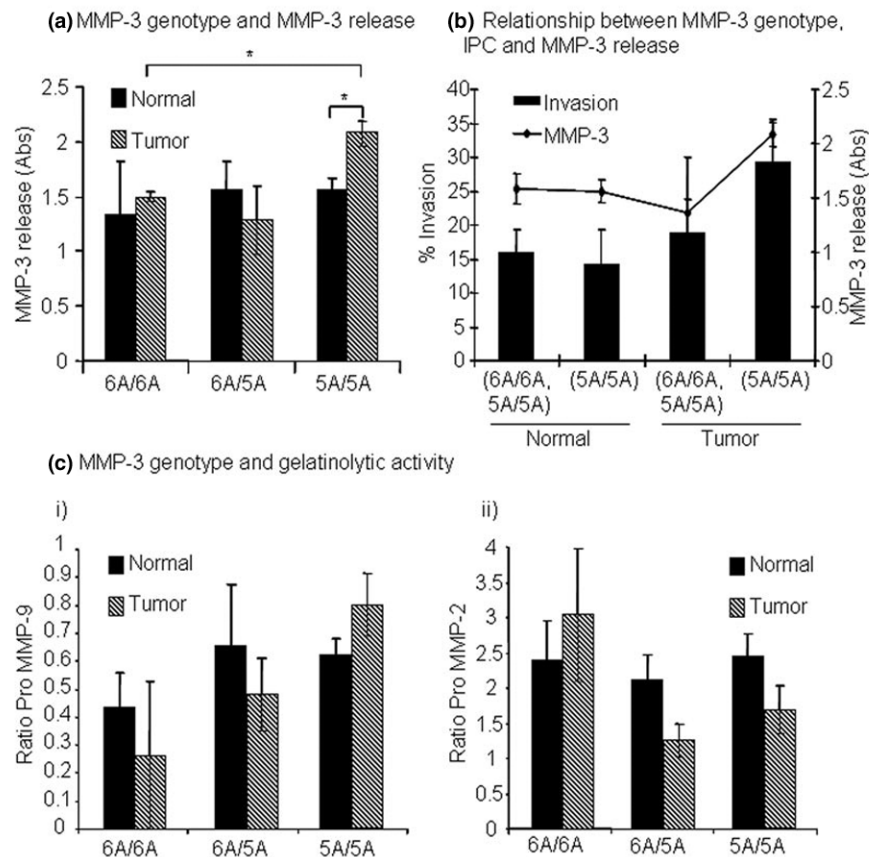 (a) MMP-3 genotype and MMP-3 release
*
*
Normal
Tumor
MMP-3 release (Abs)
2.5
2
1.5
1
0.5
0
6A/6A
6A/5A
5A/5A
(b) Relationship between MMP-3 genotype,
IPC and MMP-3 release
Invasion
MMP-3
% Invasion
40
35
30
25
20
15
10
5
0
MMP-3 release (Abs)
2.5
2
1.5
1
0.5
0
(6A/6A,
5A/5A)
(5A/5A)
(6A/6A,
5A/5A)
(5A/5A)
Normal
Tumor
(c) MMP-3 genotype and gelatinolytic activity
i)
Normal
Tumor
Ratio Pro MMP-9
1
0.9
0.8
0.7
0.6
0.5
0.4
0.3
0.2
0.1
0
6A/6A
6A/5A
5A/5A
ii)
Normal
Tumor
Ratio Pro MMP-2
4
3.5
3
2.5
2
1.5
1
0.5
0
6A/6A
6A/5A
5A/5A